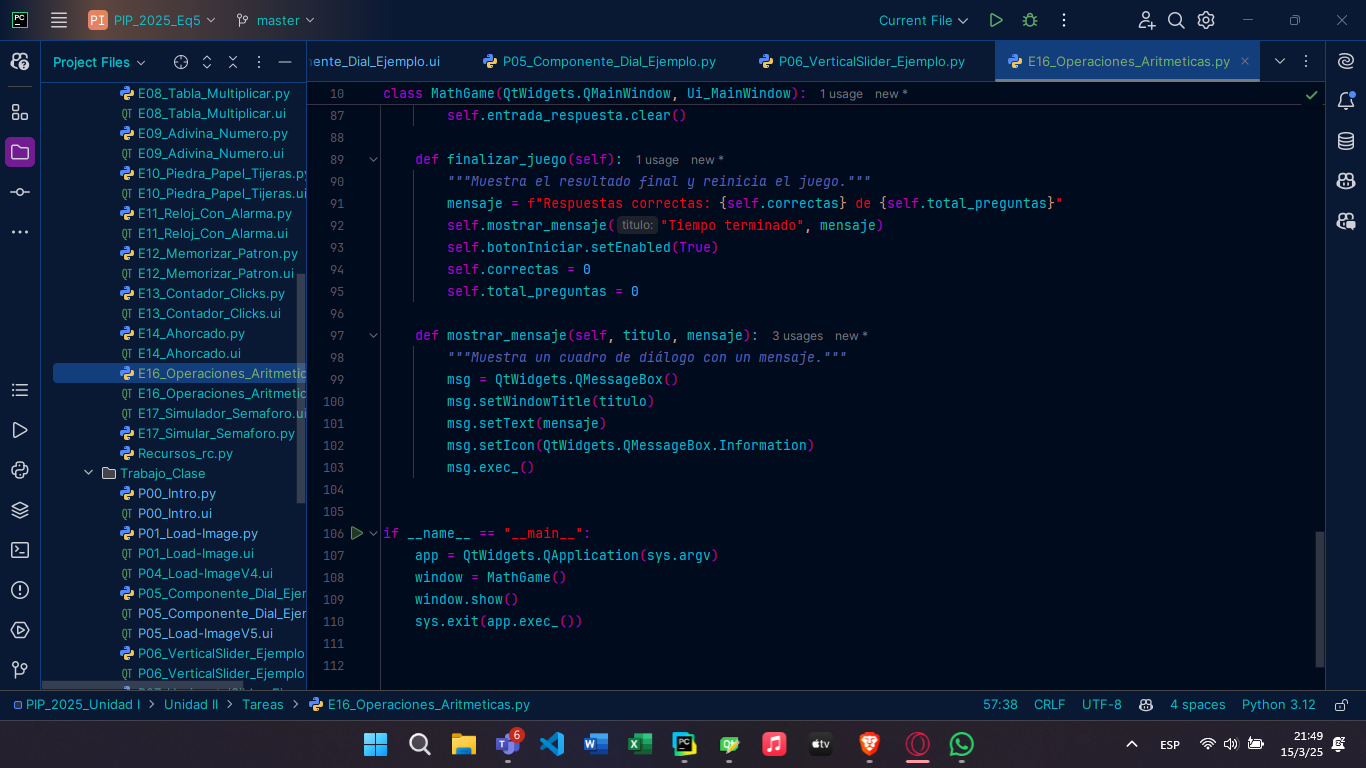 PC
PI PIP_2025_Eq5 master Current File
Project Files
nente_Dial_Ejemplo.ui P05_Componente_Dial_Ejemplo.py P06_VerticalSlider_Ejemplo.py E16_Operaciones_Aritmeticas.py
E08_Tabla_Multiplicar.py
E08_Tabla_Multiplicar.ui
E09_Adivina_Numero.py
E09_Adivina_Numero.ui
E10_Piedra_Papel_Tijeras.py
E10_Piedra_Papel_Tijeras.ui
E11_Reloj_Con_Alarma.py
E11_Reloj_Con_Alarma.ui
E12_Memorizar_Patron.py
E12_Memorizar_Patron.ui
E13_Contador_Clicks.py
E13_Contador_Clicks.ui
E14_Ahorcado.py
E14_Ahorcado.ui
E16_Operaciones_Aritmetic
E16_Operaciones_Aritmetic
E17_Simulador_Semaforo.ui
E17_Simular_Semaforo.py
Recursos_rc.py
Trabajo_Clase
P00_Intro.py
P00_Intro.ui
P01_Load-Image.py
P01_Load-Image.ui
P04_Load-ImageV4.ui
P05_Componente_Dial_Ejer
P05_Componente_Dial_Ejer
P05_Load-ImageV5.ui
P06_VerticalSlider_Ejemplo
P06_VerticalSlider_Ejemplo
10 class MathGame(QtWidgets.QMainWindow, Ui_MainWindow): 1 usage new *
87 self.entrada_respuesta.clear()
88
89 def finalizar_juego(self): 1 usage new *
90 """Muestra el resultado final y reinicia el juego."""
91 mensaje = f"Respuestas correctas: {self.correctas} de {self.total_preguntas}"
92 self.mostrar_mensaje( titulo: "Tiempo terminado", mensaje)
93 self.botonIniciar.setEnabled(True)
94 self.correctas = 0
95 self.total_preguntas = 0
96
97 def mostrar_mensaje(self, titulo, mensaje): 3 usages new *
98 """Muestra un cuadro de diálogo con un mensaje."""
99 msg = QtWidgets.QMessageBox()
100 msg.setWindowTitle(titulo)
101 msg.setText(mensaje)
102 msg.setIcon(QtWidgets.QMessageBox.Information)
103 msg.exec_()
104
105
106 if __name__ == "__main__":
107 app = QtWidgets.QApplication(sys.argv)
108 window = MathGame()
109 window.show()
110 sys.exit(app.exec_())
111
112
PIP_2025_Unidad I > Unidad II > Tareas > E16_Operaciones_Aritmeticas.py 57:38 CRLF UTF-8 4 spaces Python 3.12
6 ESP 21:49
15/3/25